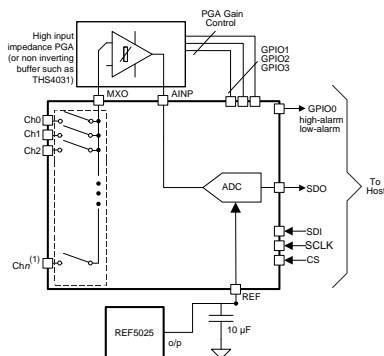 PGA Gain
Control
High input
impedance PGA
(or non inverting
buffer such as
THS4031)
GPIO1
GPIO2
GPIO3
MXO
AINP
Ch0
Ch1
Ch2
GPIO0
high-alarm
low-alarm
ADC
To
Host
SDO
SDI
SCLK
CS
Chn(1)
REF
REF5025
o/p
10 µF